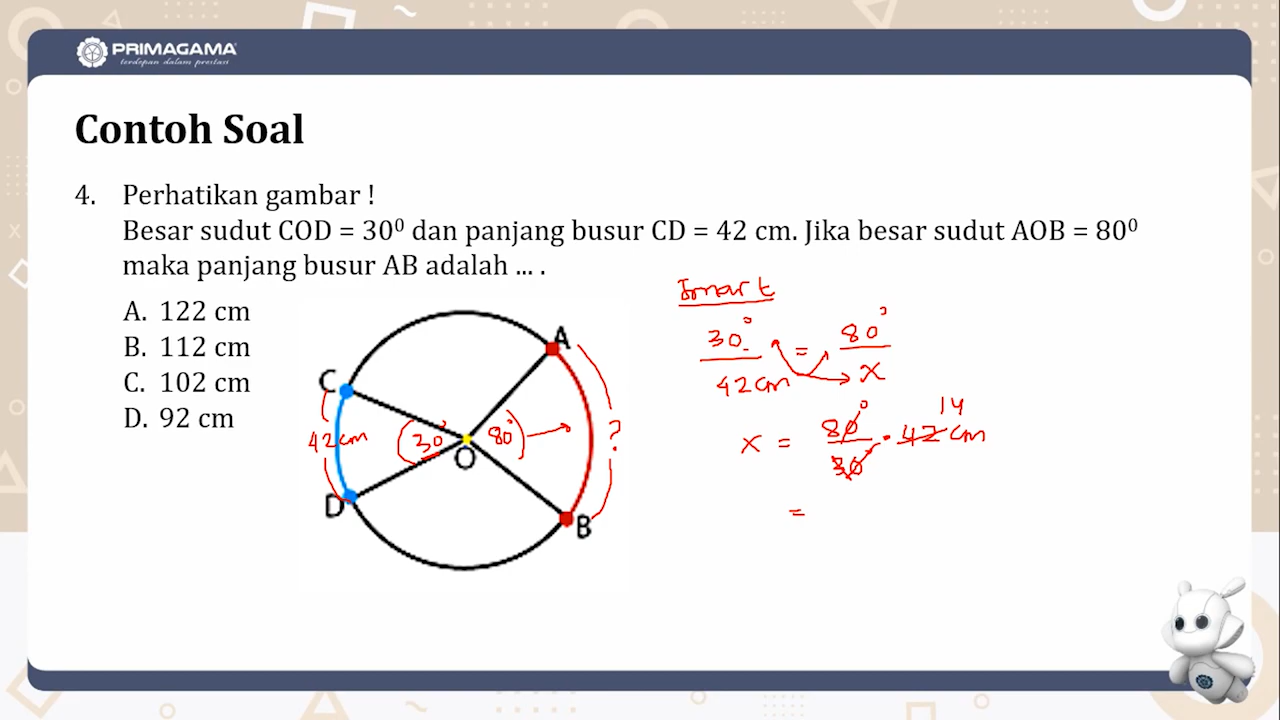 PRIMAGAMA
terdepan dalam prestasi
Contoh Soal
4. Perhatikan gambar !
Besar sudut COD = 30⁰ dan panjang busur CD = 42 cm. Jika besar sudut AOB = 80⁰
maka panjang busur AB adalah ... .
A. 122 cm
B. 112 cm
C. 102 cm
D. 92 cm
A
C
42cm
30°
80°
?
O
D
B
Smart
30° = 80°
42cm x
x = 80° . 42 cm
14
30
=